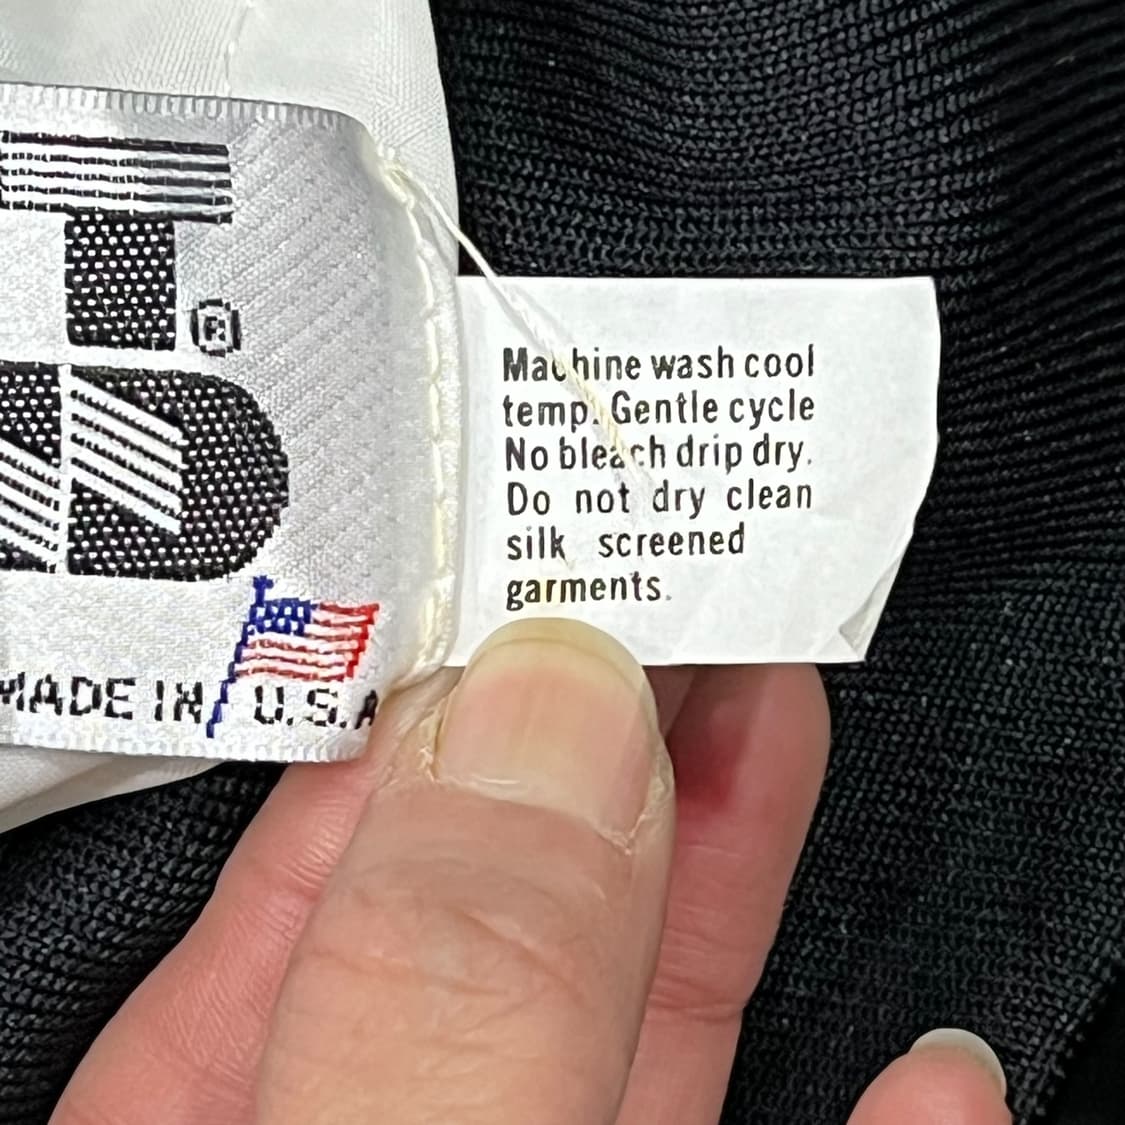 T®
MADE IN U.S.A
Machine wash cool
temp. Gentle cycle
No bleach drip dry.
Do not dry clean
silk screened
garments.